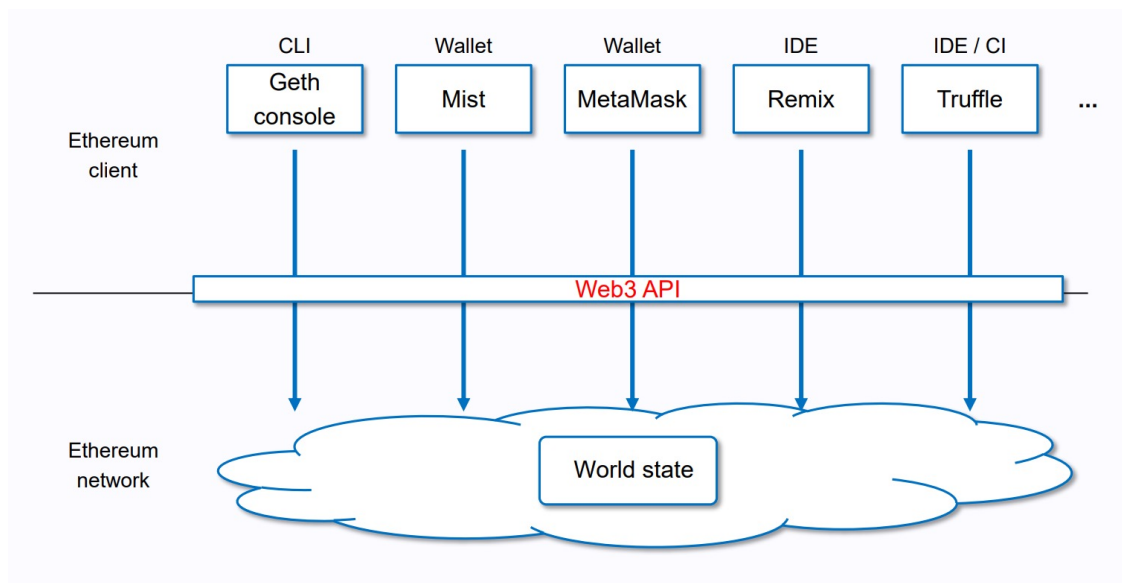 CLI
Wallet
Wallet
IDE
IDE / CI
Geth
console
Mist
MetaMask
Remix
Truffle
...
Ethereum
client
Web3 API
Ethereum
network
World state